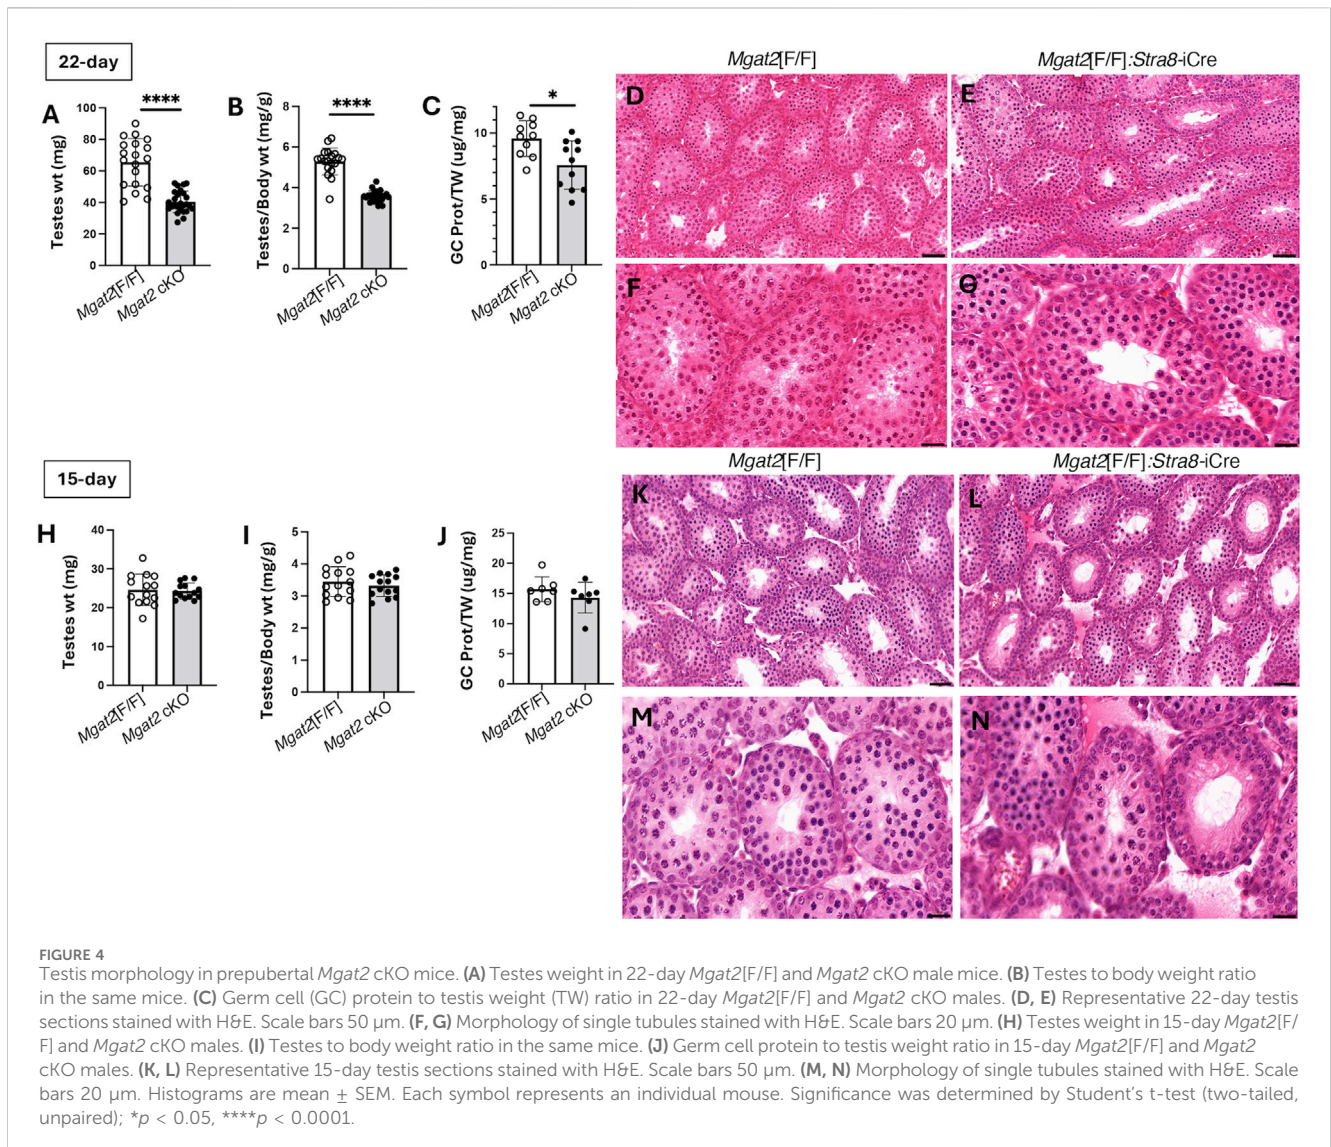 22-day
A
Testes wt (mg)
100
80
60
40
20
0
****
Mgat2[F/F]
Mgat2 cKO
B
Testes/Body wt (mg/g)
8
6
4
2
0
****
Mgat2[F/F]
Mgat2 cKO
C
GC Prot/TW (ug/mg)
10
5
0
*
Mgat2[F/F]
Mgat2 cKO
Mgat2[F/F]
Mgat2[F/F]:Stra8-iCre
D
E
F
G
15-day
H
Testes wt (mg)
40
30
20
10
0
Mgat2[F/F]
Mgat2 cKO
I
Testes/Body wt (mg/g)
5
4
3
2
1
0
Mgat2[F/F]
Mgat2 cKO
J
GC Prot/TW (ug/mg)
25
20
15
10
5
0
Mgat2[F/F]
Mgat2 cKO
Mgat2[F/F]
Mgat2[F/F]:Stra8-iCre
K
L
M
N
FIGURE 4
Testis morphology in prepubertal Mgat2 cKO mice. (A) Testes weight in 22-day Mgat2[F/F] and Mgat2 cKO male mice. (B) Testes to body weight ratio
in the same mice. (C) Germ cell (GC) protein to testis weight (TW) ratio in 22-day Mgat2[F/F] and Mgat2 cKO males. (D, E) Representative 22-day testis
sections stained with H&E. Scale bars 50 µm. (F, G) Morphology of single tubules stained with H&E. Scale bars 20 µm. (H) Testes weight in 15-day Mgat2[F/
F] and Mgat2 cKO males. (I) Testes to body weight ratio in the same mice. (J) Germ cell protein to testis weight ratio in 15-day Mgat2[F/F] and Mgat2
cKO males. (K, L) Representative 15-day testis sections stained with H&E. Scale bars 50 µm. (M, N) Morphology of single tubules stained with H&E. Scale
bars 20 µm. Histograms are mean ± SEM. Each symbol represents an individual mouse. Significance was determined by Student's t-test (two-tailed,
unpaired); *p < 0.05, ****p < 0.0001.